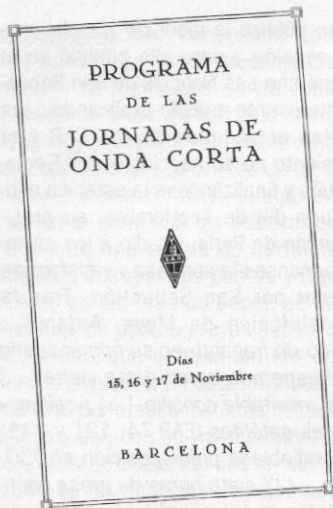 PROGRAMA
DE LAS
JORNADAS DE
ONDA CORTA
Días
15, 16 y 17 de Noviembre
BARCELONA